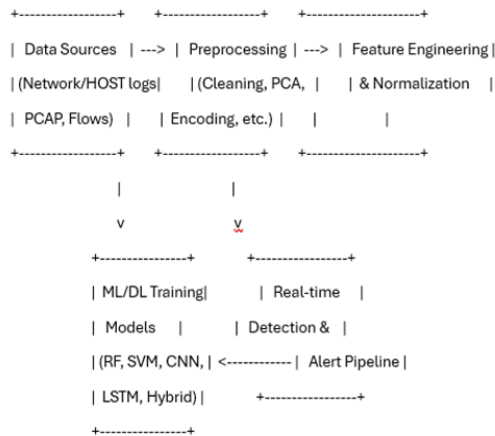 +-------------------+ +-------------------+ +---------------------+
| Data Sources | ---> | Preprocessing | ---> | Feature Engineering|
|(Network/HOST logs| |(Cleaning, PCA, | | & Normalization |
| PCAP, Flows) | | Encoding, etc.) | | |
+-------------------+ +-------------------+ +---------------------+
| |
v v
+----------------+ +------------------+
| ML/DL Training| | Real-time |
| Models | | Detection & |
|(RF, SVM, CNN, | <------------| Alert Pipeline |
| LSTM, Hybrid) | +-----------------+
+----------------+